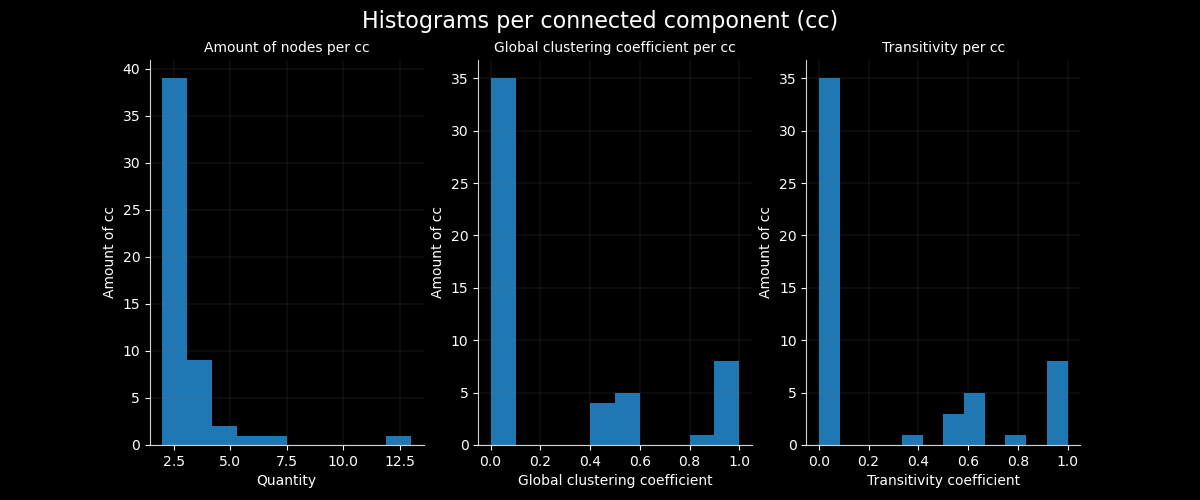 Histograms per connected component (cc)
Amount of nodes per cc
Global clustering coefficient per cc
Transitivity per cc
Amount of cc
40
35
30
25
20
15
10
5
0
2.5 5.0 7.5 10.0 12.5
Quantity
Amount of cc
35
30
25
20
15
10
5
0
0.0 0.2 0.4 0.6 0.8 1.0
Global clustering coefficient
Amount of cc
35
30
25
20
15
10
5
0
0.0 0.2 0.4 0.6 0.8 1.0
Transitivity coefficient